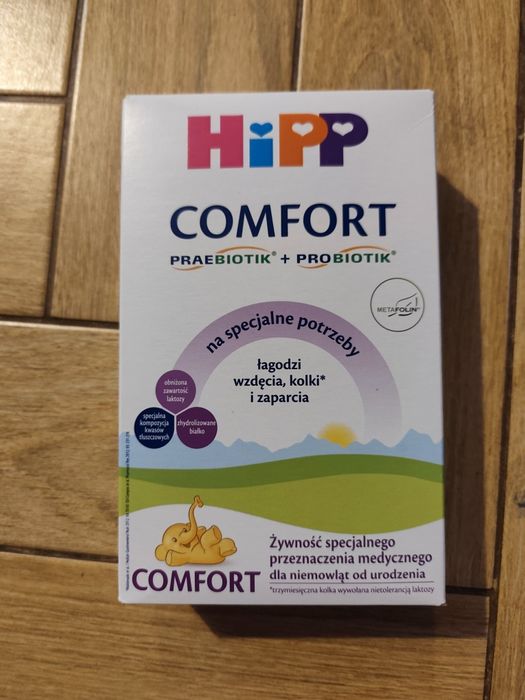 HiPP
COMFORT
PRAEBIOTIK® + PROBIOTIK®
METAFOLIN
na specjalne potrzeby
łagodzi
wzdęcia, kolki*
i zaparcia
obniżona
zawartość
laktozy
specjalna
kompozycja
kwasów
tłuszczowych
zhydrolizowane
białko
COMFORT
Żywność specjalnego
przeznaczenia medycznego
dla niemowląt od urodzenia
*trzymiesięczna kolka wywołana nietolerancją laktozy